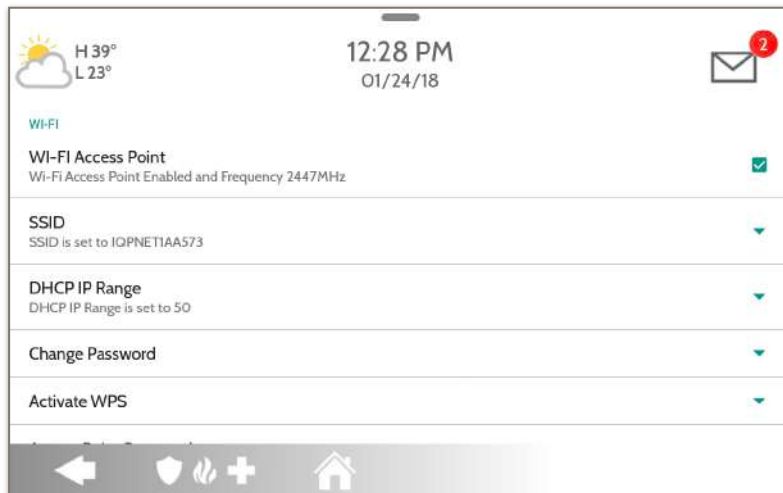 H 39°
L 23°
12:28 PM
01/24/18
2
WI-FI
WI-FI Access Point
Wi-Fi Access Point Enabled and Frequency 2447MHz
SSID
SSID is set to IQPNET1AA573
DHCP IP Range
DHCP IP Range is set to 50
Change Password
Activate WPS